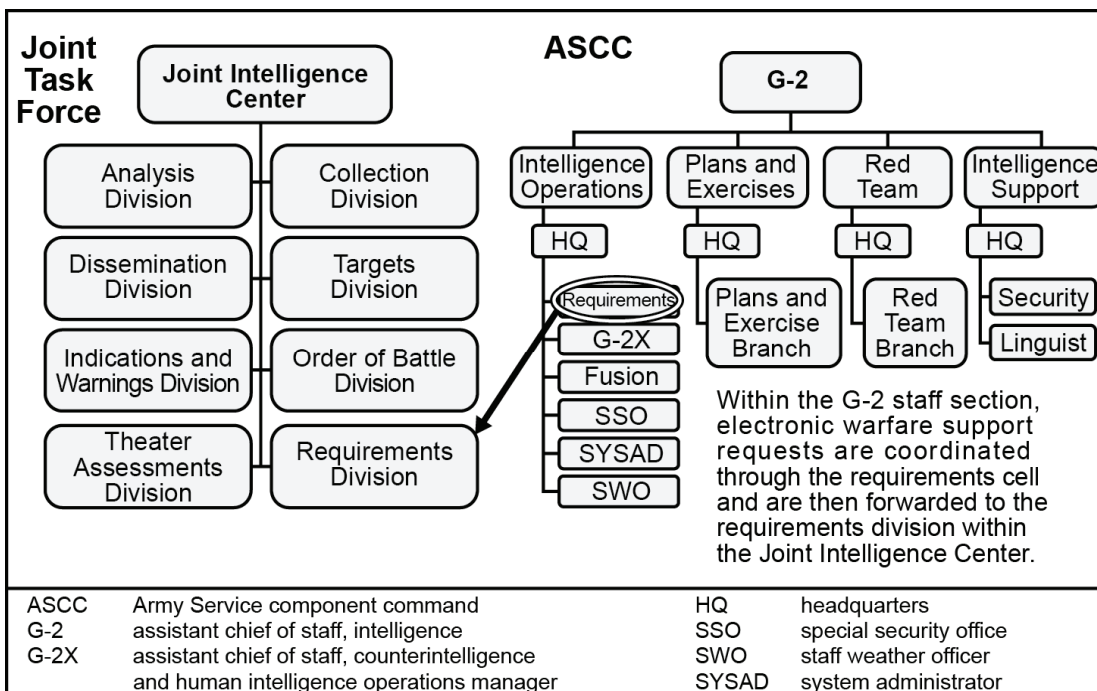 Joint
Task
Force
Joint Intelligence
Center
Analysis
Division
Collection
Division
Dissemination
Division
Targets
Division
Indications and
Warnings Division
Order of Battle
Division
Theater
Assessments
Division
Requirements
Division
ASCC
G-2
Intelligence
Operations
Plans and
Exercises
Red
Team
Intelligence
Support
HQ
HQ
HQ
HQ
Requirements
G-2X
Fusion
SSO
SYSAD
SWO
Plans and
Exercise
Branch
Red
Team
Branch
Security
Linguist
Within the G-2 staff section,
electronic warfare support
requests are coordinated
through the requirements cell
and are then forwarded to the
requirements division within
the Joint Intelligence Center.
ASCC Army Service component command
G-2 assistant chief of staff, intelligence
G-2X assistant chief of staff, counterintelligence
and human intelligence operations manager
HQ headquarters
SSO special security office
SWO staff weather officer
SYSAD system administrator